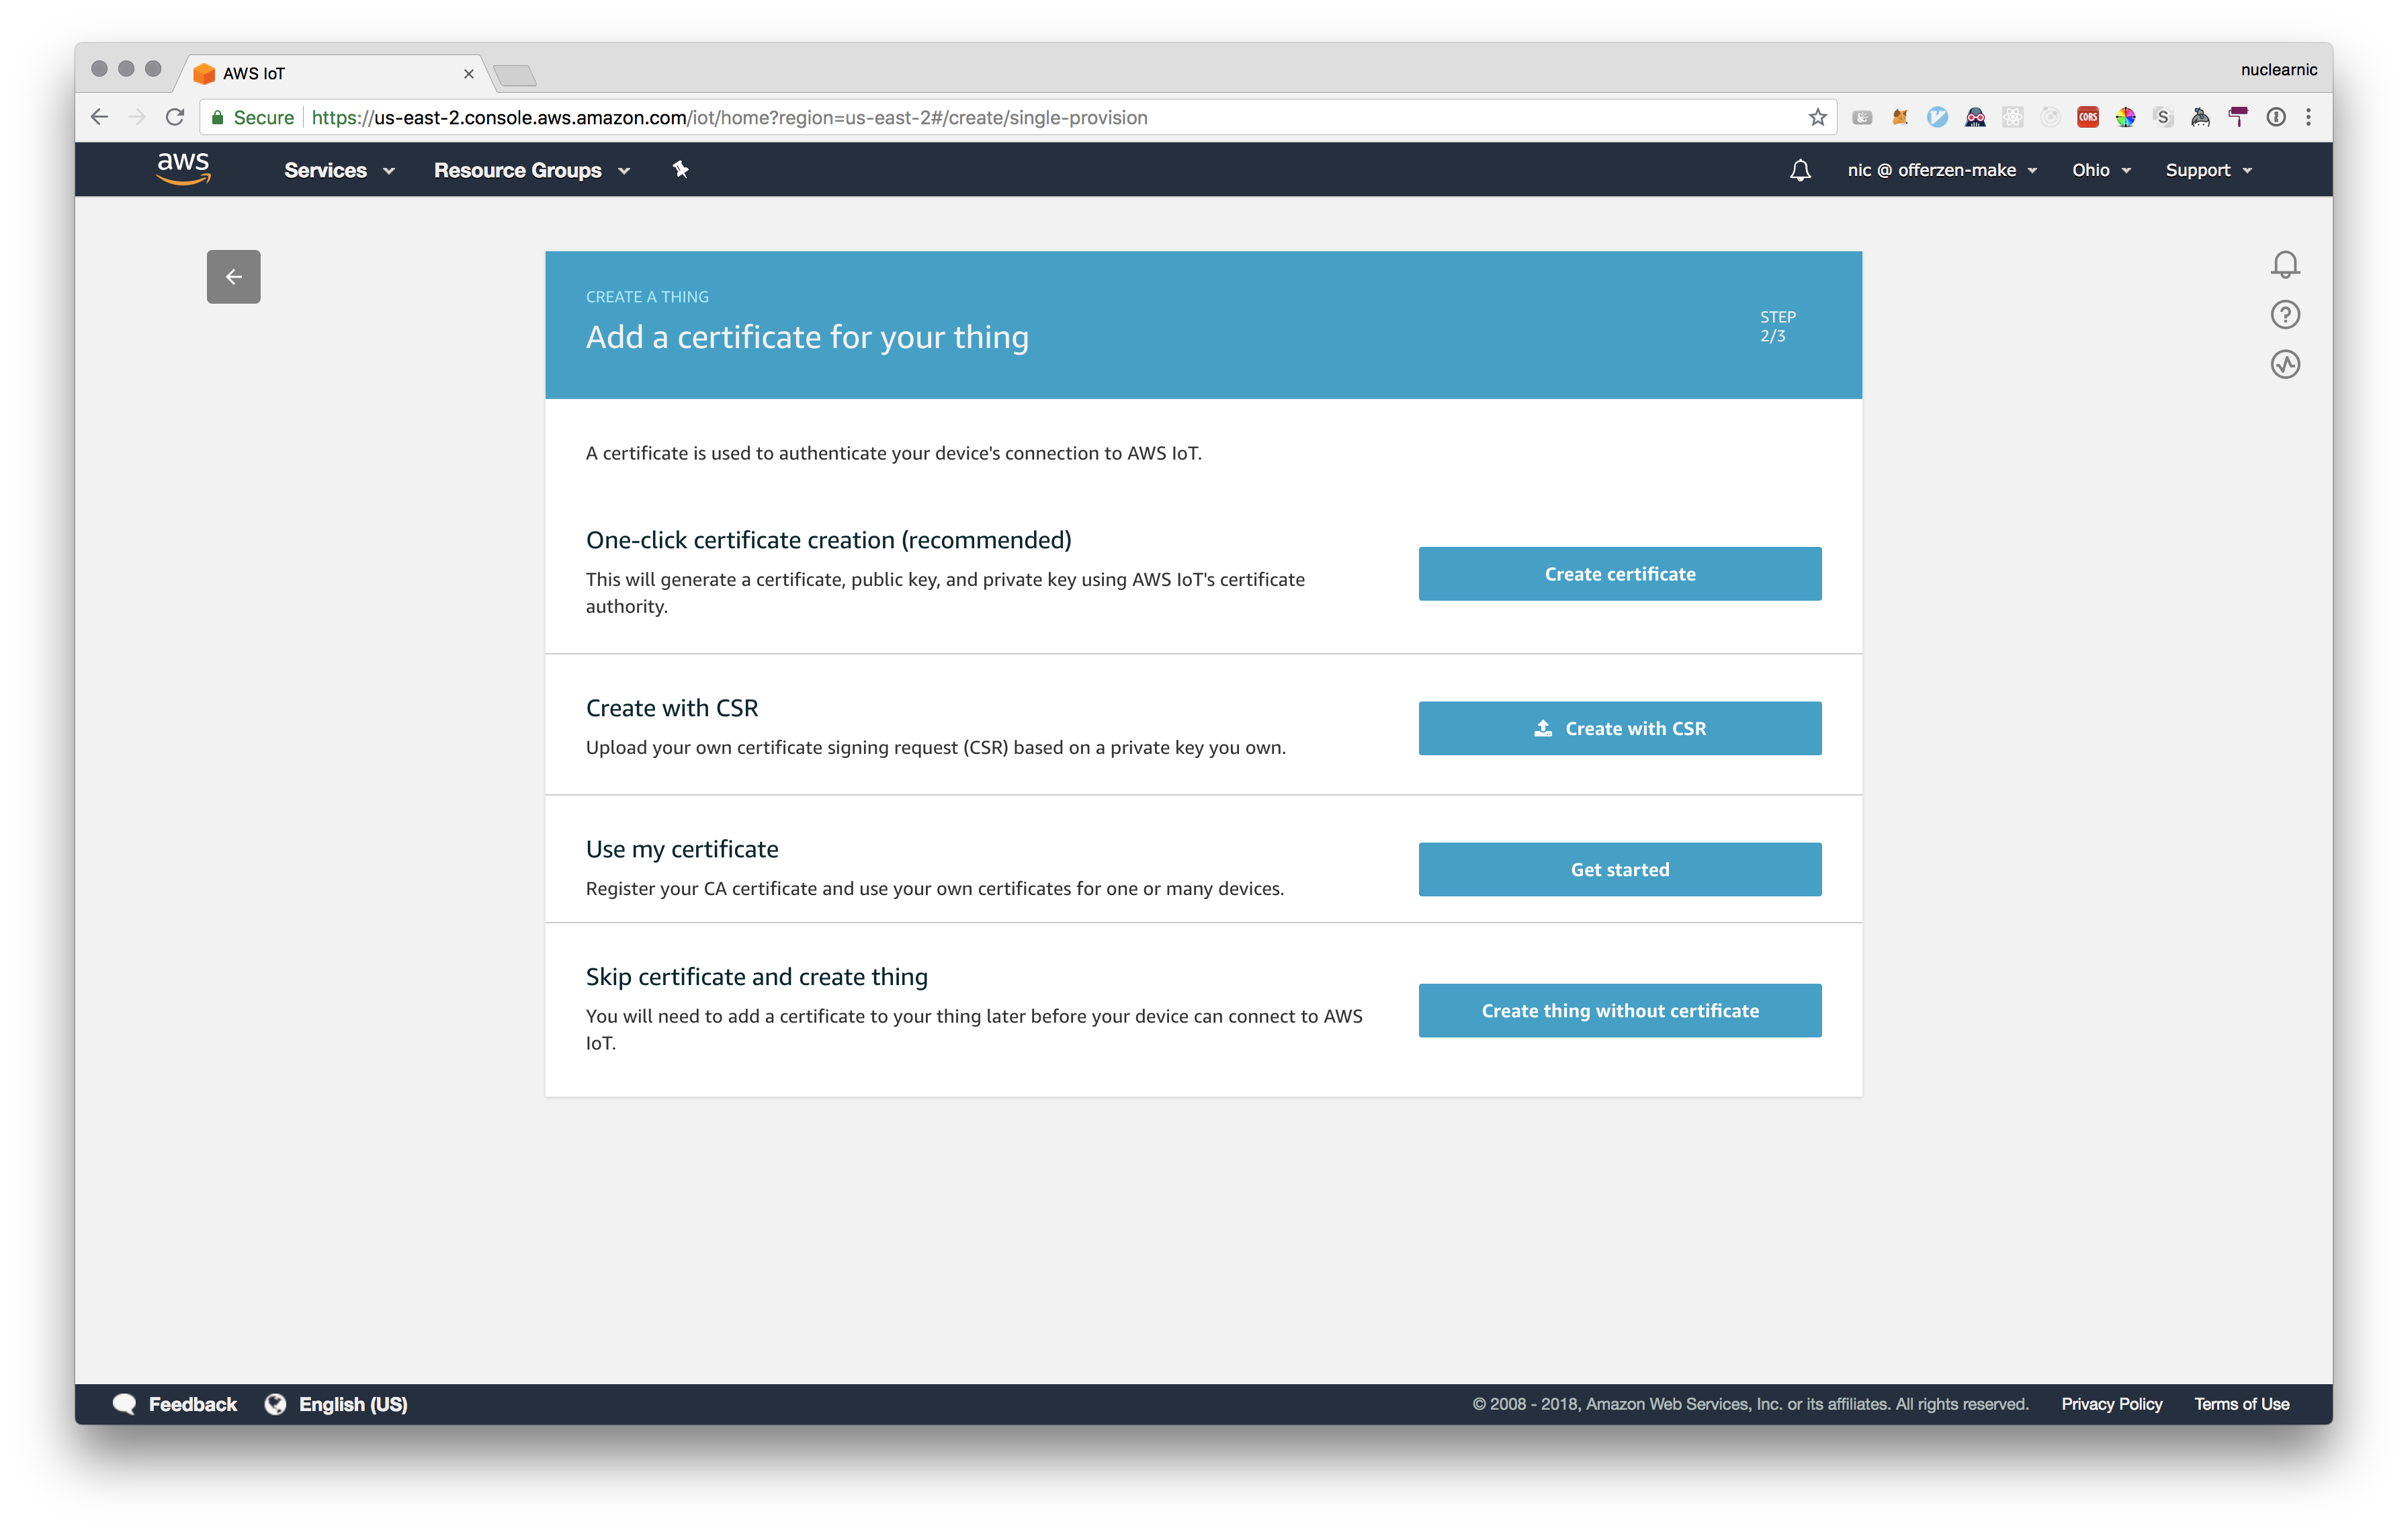 AWS IoT
nuclearnic
Secure https://us-east-2.console.aws.amazon.com/iot/home?region=us-east-2#/create/single-provision
CORS
S
aws Services Resource Groups nic @ offerzen-make Ohio Support
CREATE A THING
Add a certificate for your thing
STEP
2/3
A certificate is used to authenticate your device's connection to AWS IoT.
One-click certificate creation (recommended)
This will generate a certificate, public key, and private key using AWS IoT's certificate
authority.
Create certificate
Create with CSR
Upload your own certificate signing request (CSR) based on a private key you own.
Create with CSR
Use my certificate
Register your CA certificate and use your own certificates for one or many devices.
Get started
Skip certificate and create thing
You will need to add a certificate to your thing later before your device can connect to AWS
IoT.
Create thing without certificate
Feedback English (US) © 2008 - 2018, Amazon Web Services, Inc. or its affiliates. All rights reserved. Privacy Policy Terms of Use